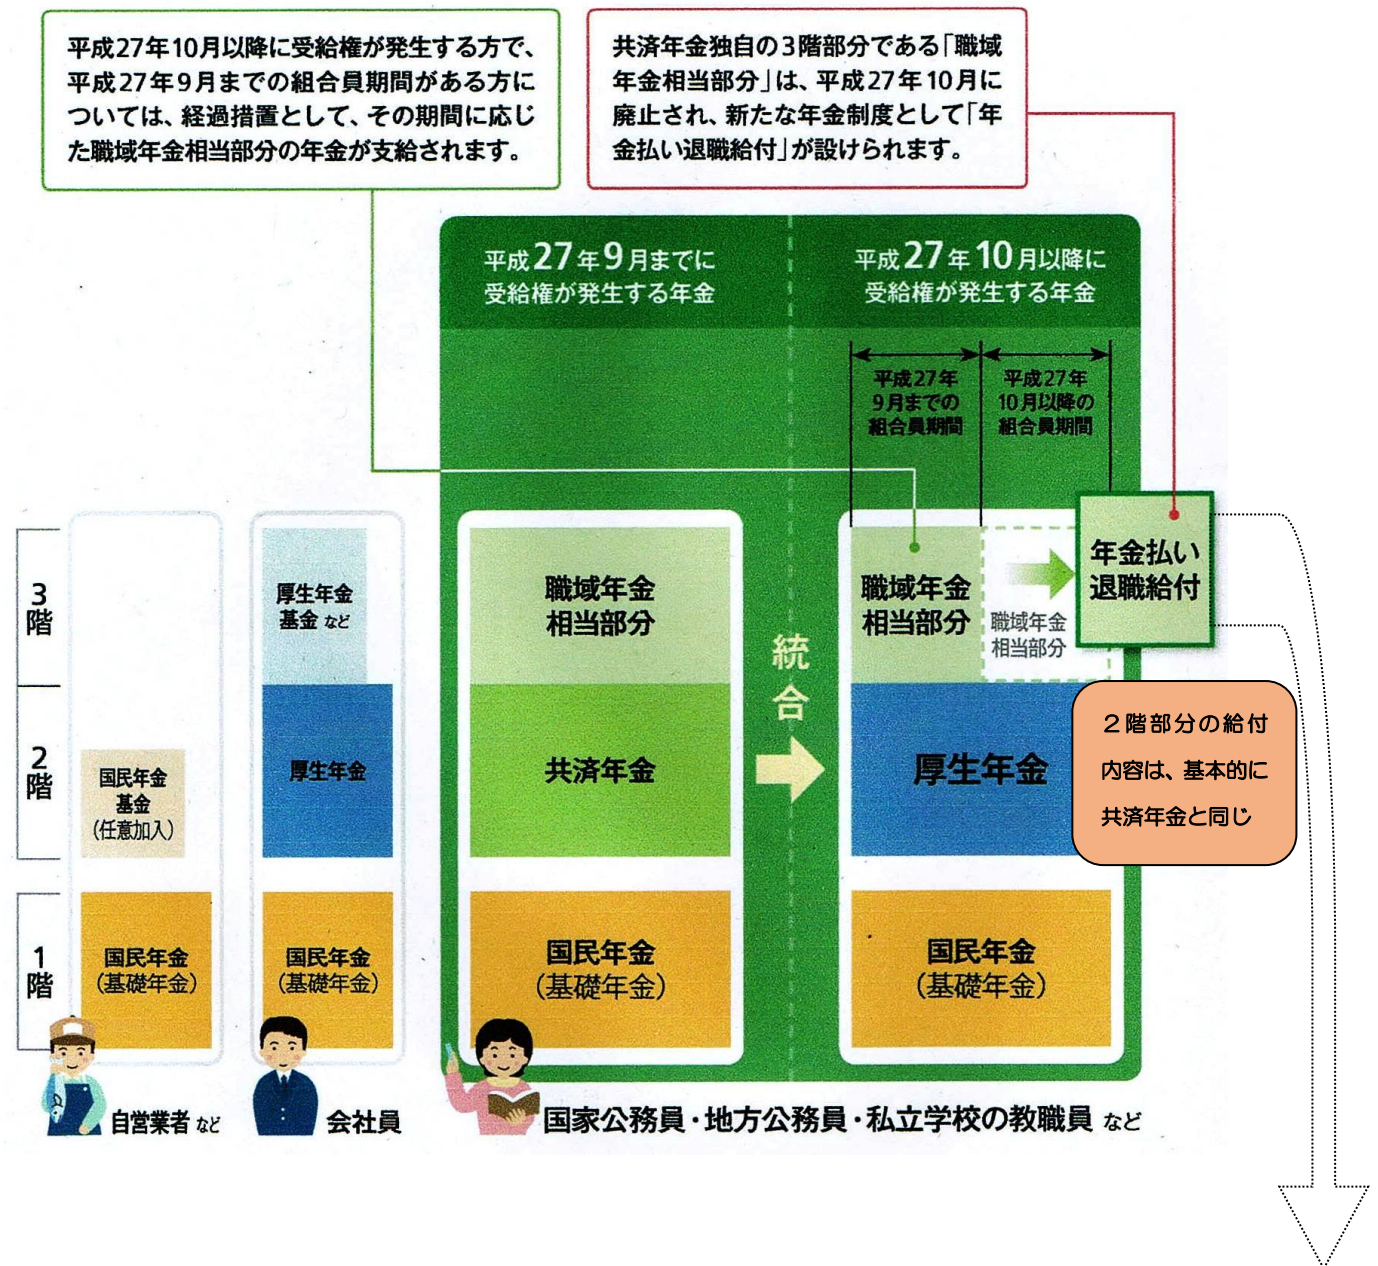 平成27年10月以降に受給権が発生する方で、
平成27年9月までの組合員期間がある方に
ついては、経過措置として、その期間に応じ
た職域年金相当部分の年金が支給されます。
共済年金独自の3階部分である「職域
年金相当部分」は、平成27年10月に
廃止され、新たな年金制度として「年
金払い退職給付」が設けられます。
平成27年9月までに
受給権が発生する年金
平成27年10月以降に
受給権が発生する年金
平成27年
9月までの
組合員期間
平成27年
10月以降の
組合員期間
3
階
厚生年金
基金 など
職域年金
相当部分
職域年金
相当部分
職域年金
相当部分
年金払い
退職給付
統
合
2
階
国民年金
基金
(任意加入)
厚生年金
共済年金
厚生年金
２階部分の給付
内容は、基本的に
共済年金と同じ
1
階
国民年金
(基礎年金)
国民年金
(基礎年金)
国民年金
(基礎年金)
国民年金
(基礎年金)
自営業者 など
会社員
国家公務員・地方公務員・私立学校の教職員 など